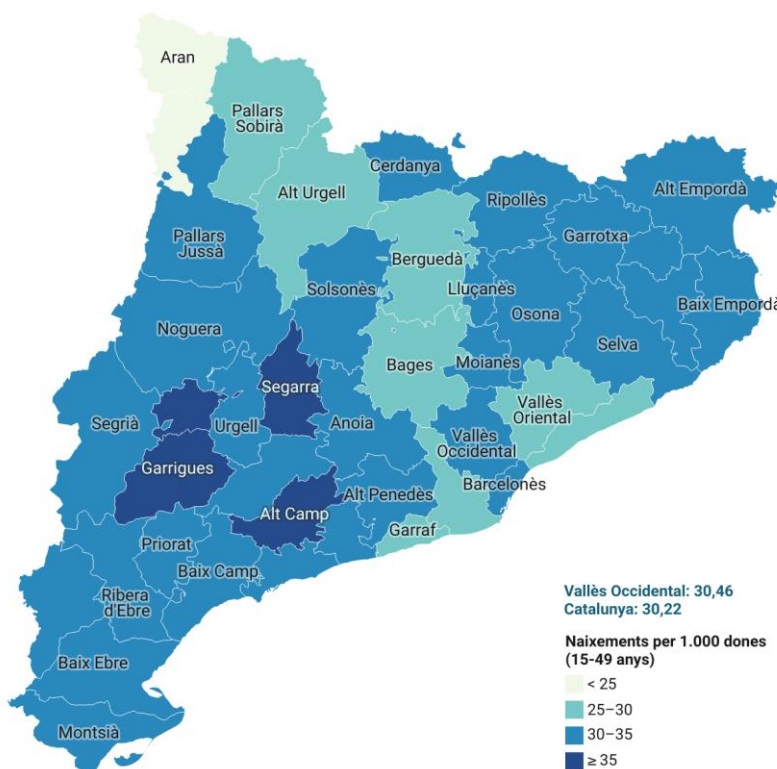 Aran
Pallars
Sobirà
Cerdanya
Alt Urgell
Ripollès
Alt Empordà
Pallars
Jussà
Garrotxa
Berguedà
Solsonès
Lluçanès
Osona
Baix Empordà
Noguera
Selva
Bages
Moianès
Segarra
Segrià
Urgell
Anoia
Vallès
Oriental
Vallès
Occidental
Garrigues
Barcelonès
Alt Penedès
Alt Camp
Garraf
Priorat
Baix Camp
Ribera
d'Ebre
Baix Ebre
Montsià
Vallès Occidental: 30,46
Catalunya: 30,22
Naixements per 1.000 dones
(15-49 anys)
< 25
25–30
30–35
≥ 35